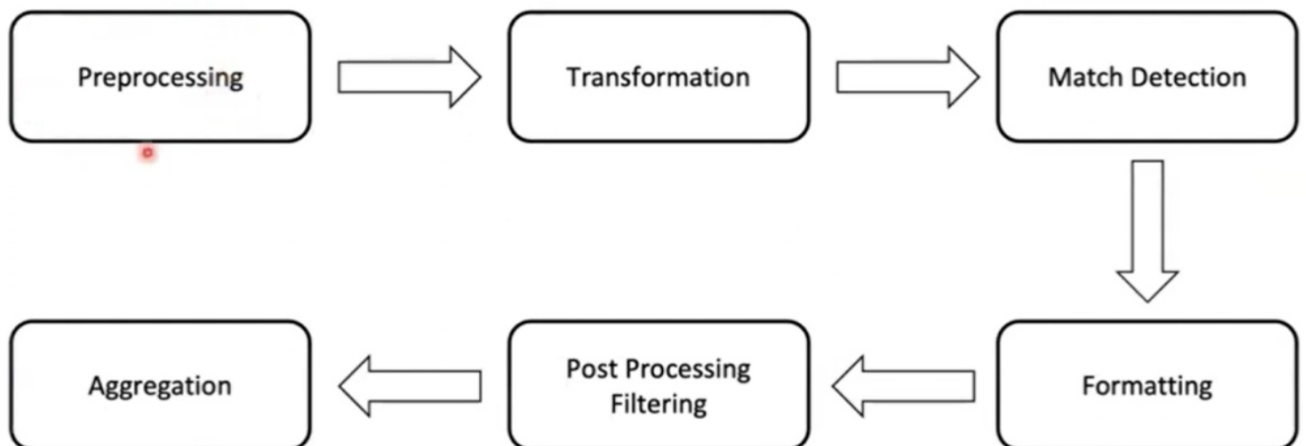 Preprocessing
Transformation
Match Detection
Formatting
Post Processing
Filtering
Aggregation